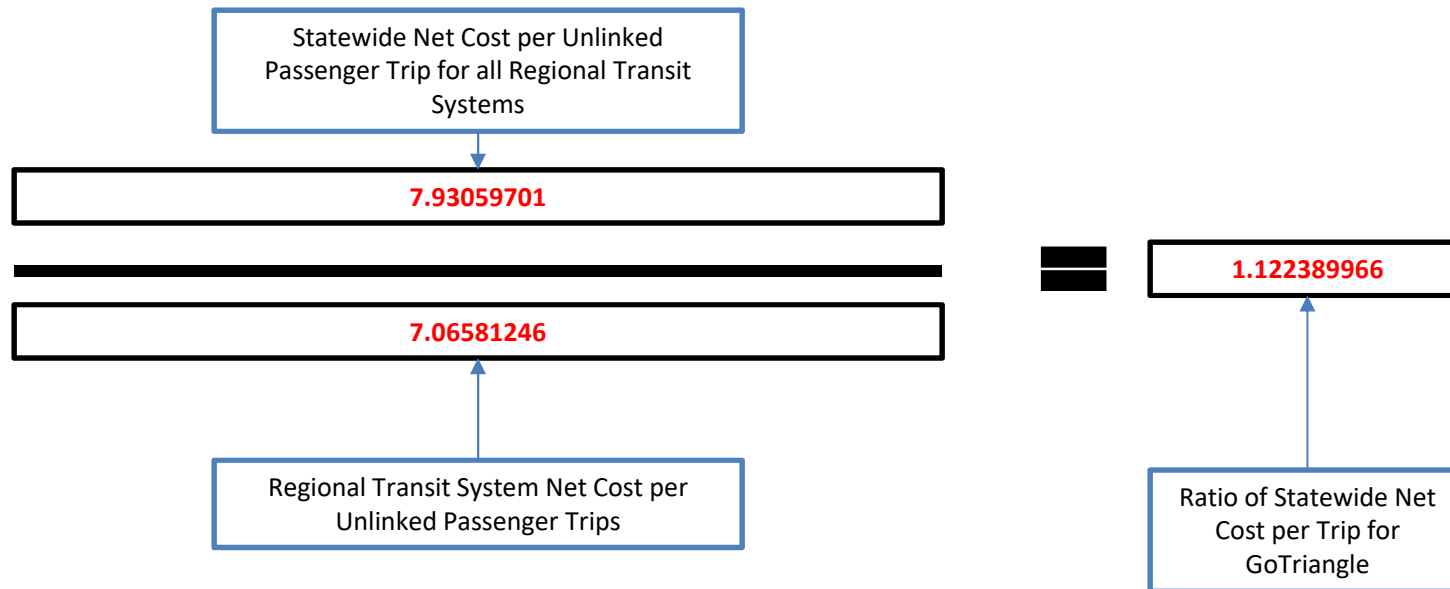 Statewide Net Cost per Unlinked
Passenger Trip for all Regional Transit
Systems
7.93059701
1.122389966
7.06581246
Regional Transit System Net Cost per
Unlinked Passenger Trips
Ratio of Statewide Net
Cost per Trip for
GoTriangle